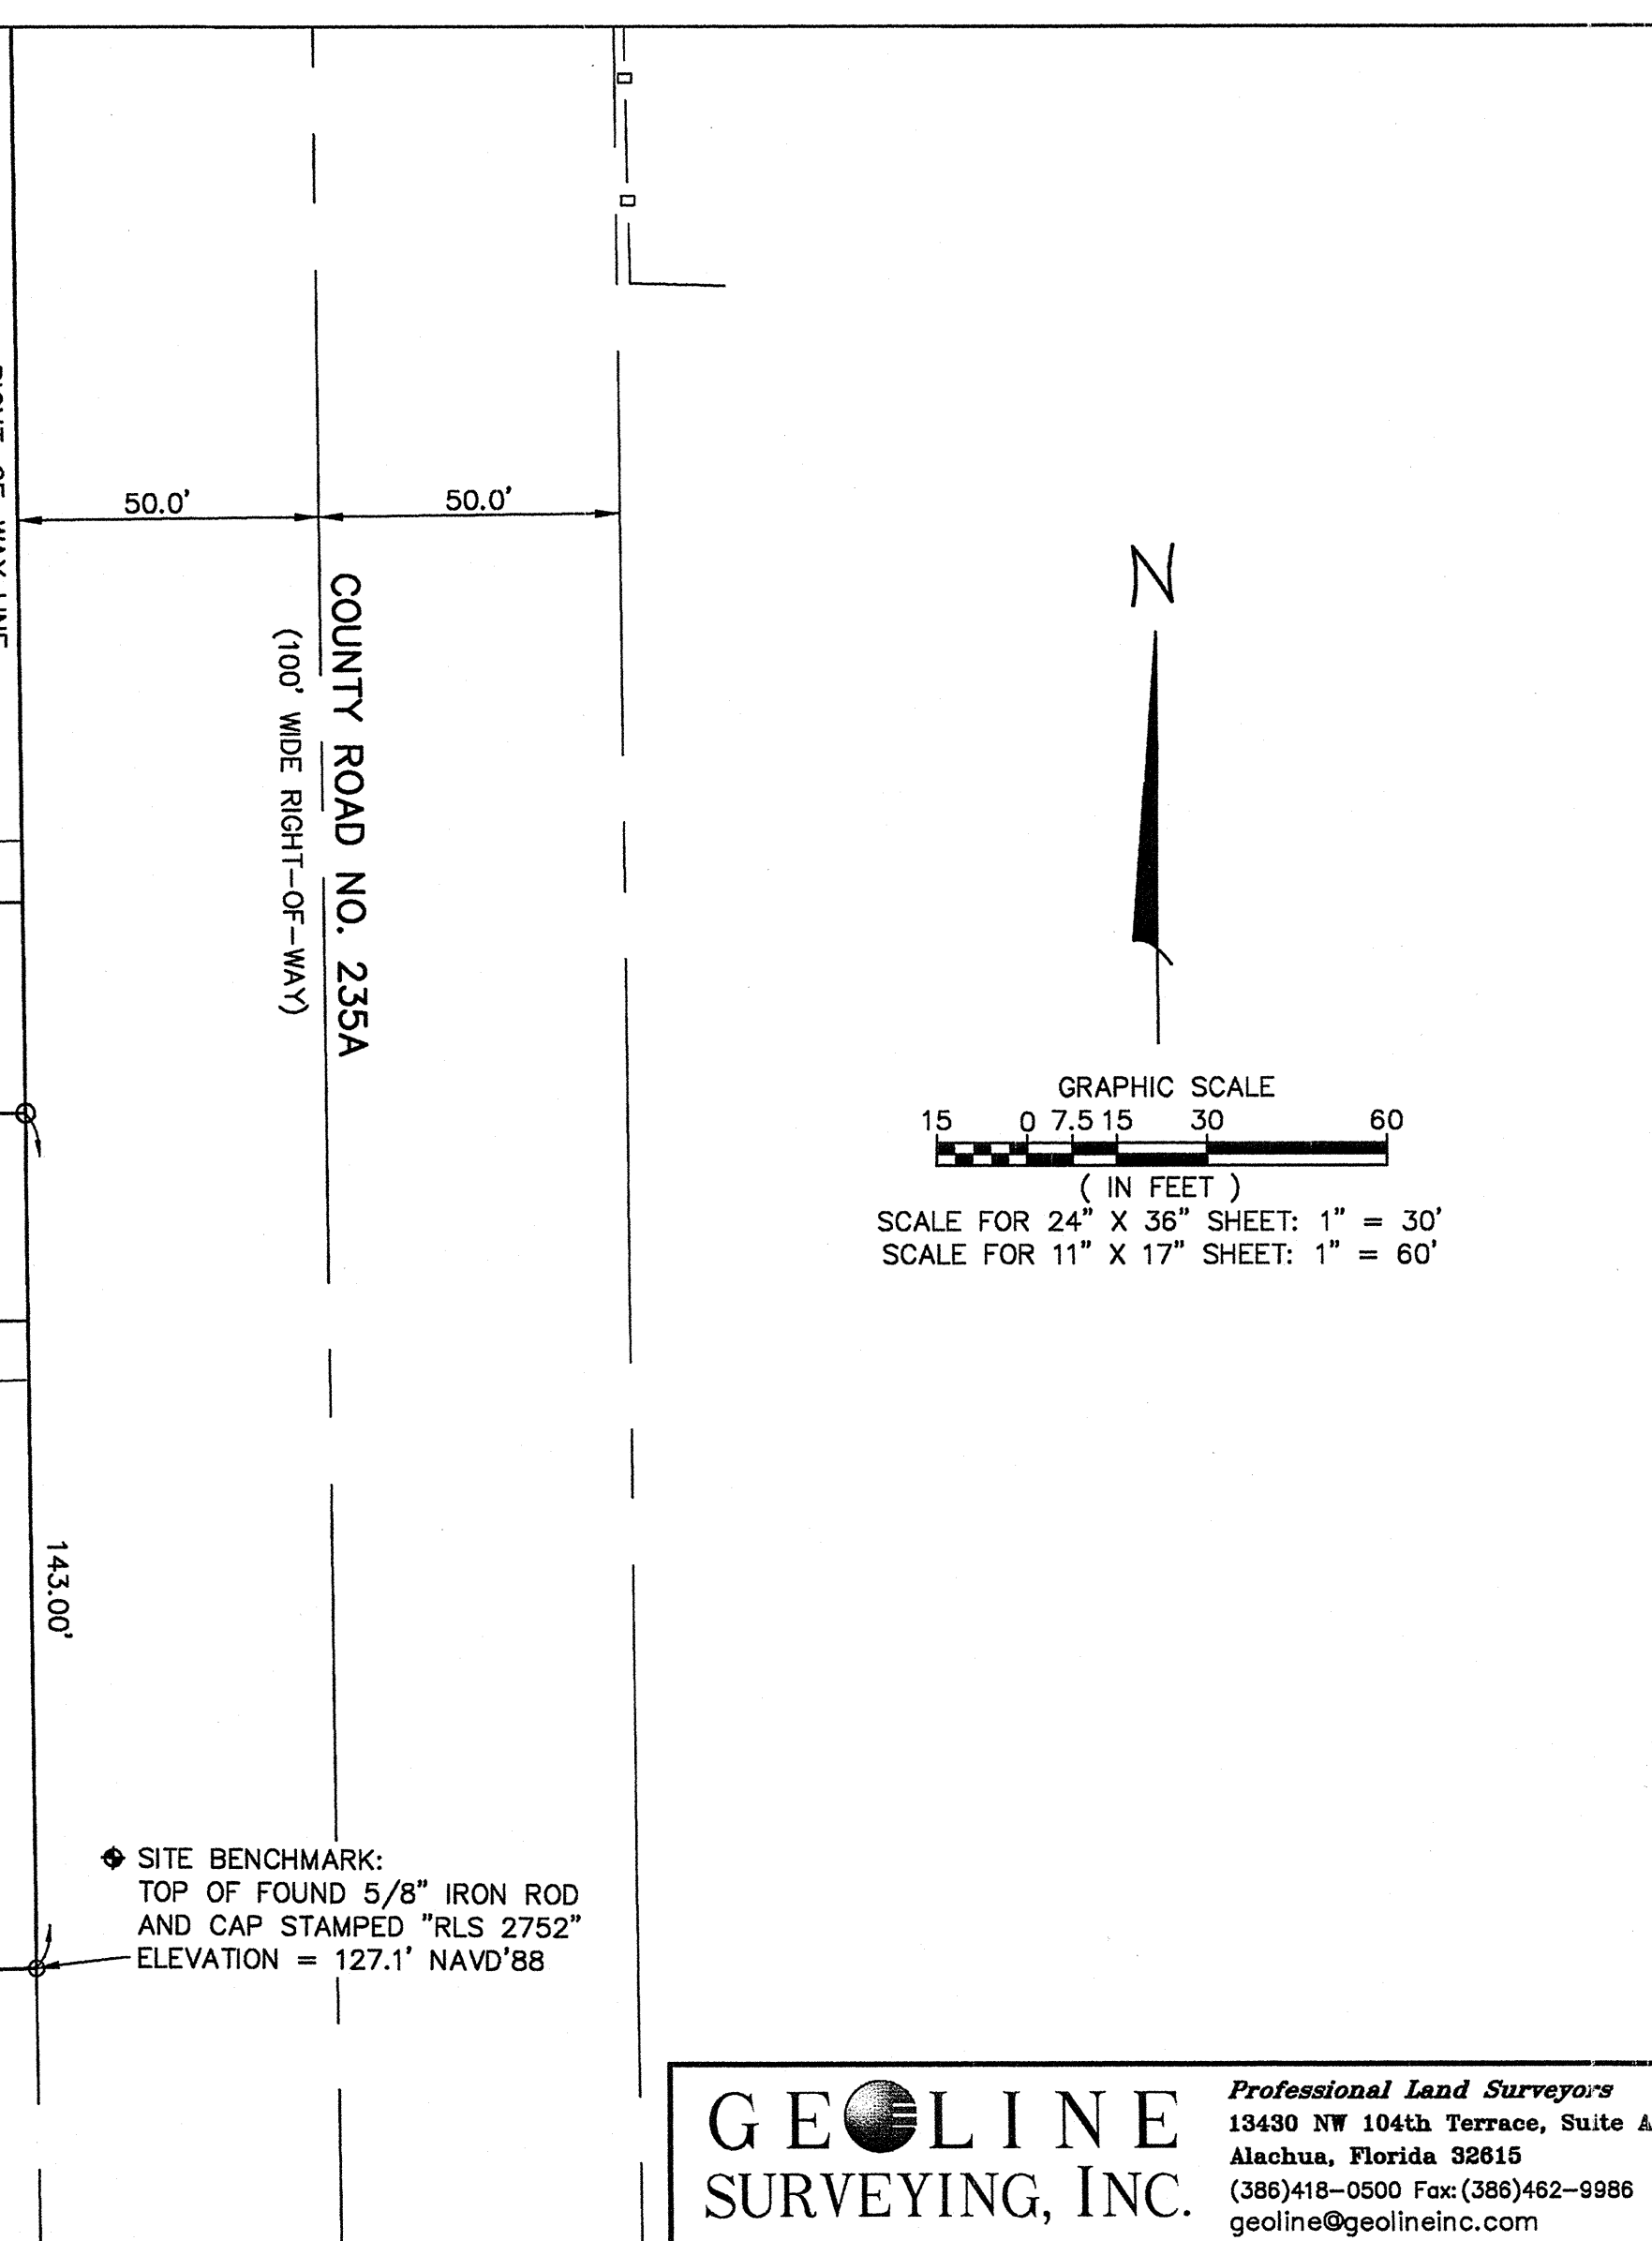 RIGHT-OF-WAY LINE
50.0'
50.0'
COUNTY ROAD NO. 235A
(100' WIDE RIGHT-OF-WAY)
N
GRAPHIC SCALE
15 0 7.5 15 30 60
( IN FEET )
SCALE FOR 24" X 36" SHEET: 1" = 30'
SCALE FOR 11" X 17" SHEET: 1" = 60'
143.00'
SITE BENCHMARK:
TOP OF FOUND 5/8" IRON ROD
AND CAP STAMPED "RLS 2752"
ELEVATION = 127.1' NAVD'88
GEOLINE
SURVEYING, INC.
Professional Land Surveyors
13430 NW 104th Terrace, Suite A
Alachua, Florida 32615
(386)418-0500 Fax:(386)462-9986
geoline@geolineinc.com